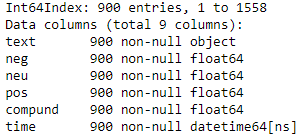 Int64Index: 900 entries, 1 to 1558
Data columns (total 9 columns):
text 900 non-null object
neg 900 non-null float64
neu 900 non-null float64
pos 900 non-null float64
compund 900 non-null float64
time 900 non-null datetime64[ns]